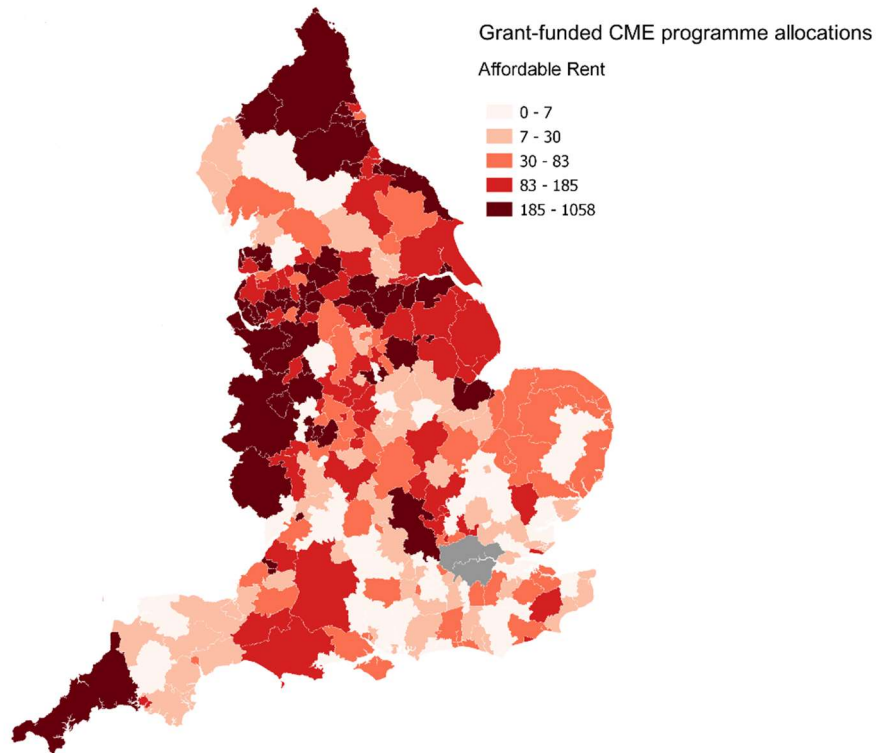 Grant-funded CME programme allocations
Affordable Rent
0 - 7
7 - 30
30 - 83
83 - 185
185 - 1058